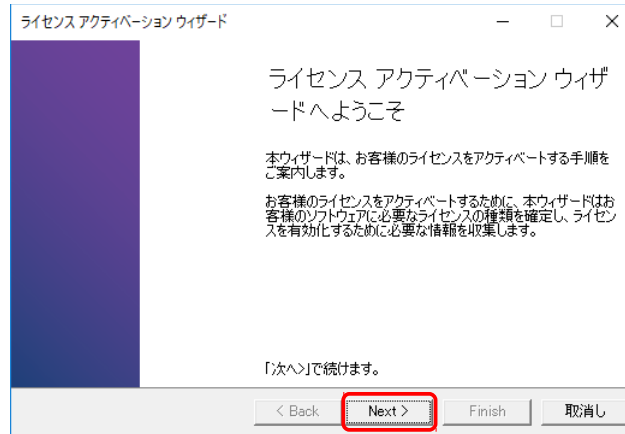 ライセンス アクティベーション ウィザード
ライセンス アクティベーション ウィザ
ードへようこそ
本ウィザードは、お客様のライセンスをアクティベートする手順を
ご案内します。
お客様のライセンスをアクティベートするために、本ウィザードはお
客様のソフトウェアに必要なライセンスの種類を確定し、ライセン
スを有効化するために必要な情報を収集します。
「次へ>」で続けます。
< Back
Next >
Finish
取消し